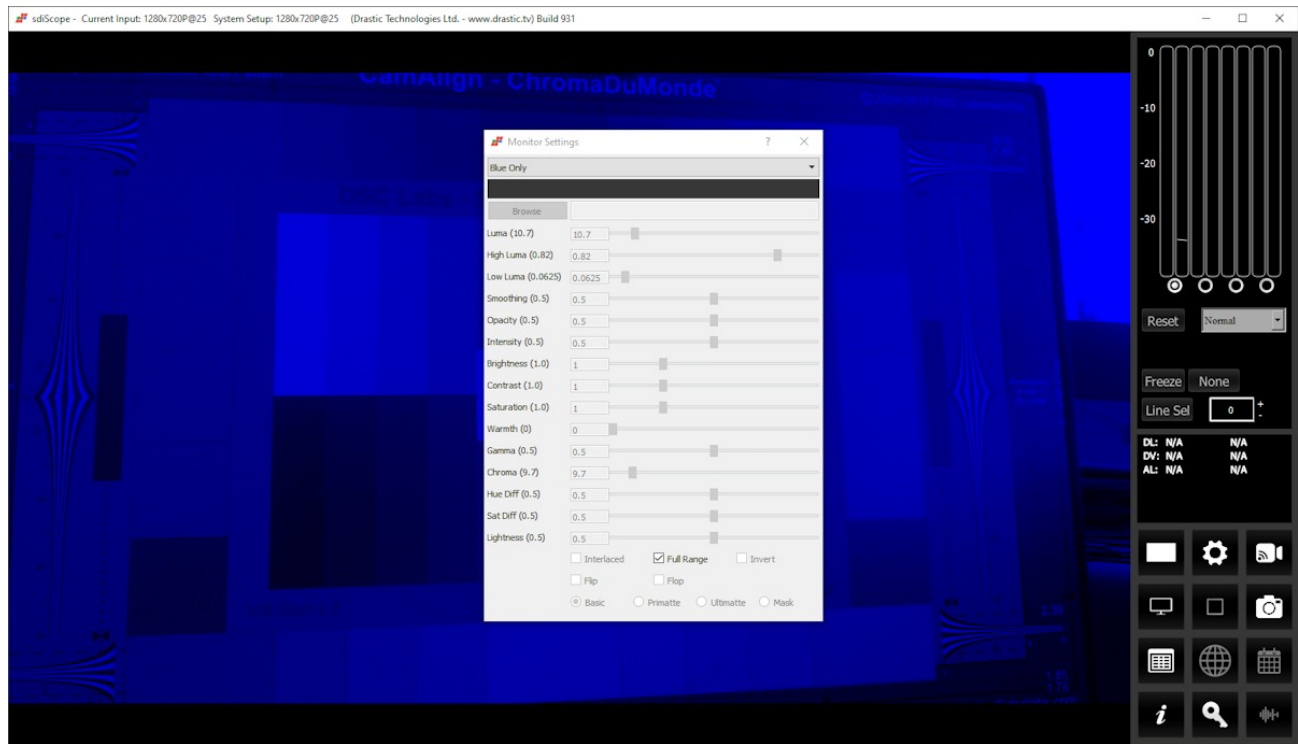 sdiScope - Current Input: 1280x720P@25 System Setup: 1280x720P@25 (Drastic Technologies Ltd. - www.drastic.tv) Build 931
CamAlign - ChromaDuMonde
DSC Labs
Monitor Settings ?
Blue Only
Browse
Luma (10.7) 10.7
High Luma (0.82) 0.82
Low Luma (0.0625) 0.0625
Smoothing (0.5) 0.5
Opacity (0.5) 0.5
Intensity (0.5) 0.5
Brightness (1.0) 1
Contrast (1.0) 1
Saturation (1.0) 1
Warmth (0) 0
Gamma (0.5) 0.5
Chroma (9.7) 9.7
Hue Diff (0.5) 0.5
Sat Diff (0.5) 0.5
Lightness (0.5) 0.5
Interlaced Full Range Invert
Flip Flop
Basic Primatte Ultimatte Mask
0
-10
-20
-30
Reset Normal
Freeze None
Line Sel 0 + -
DL: N/A N/A
DV: N/A N/A
AL: N/A N/A
i